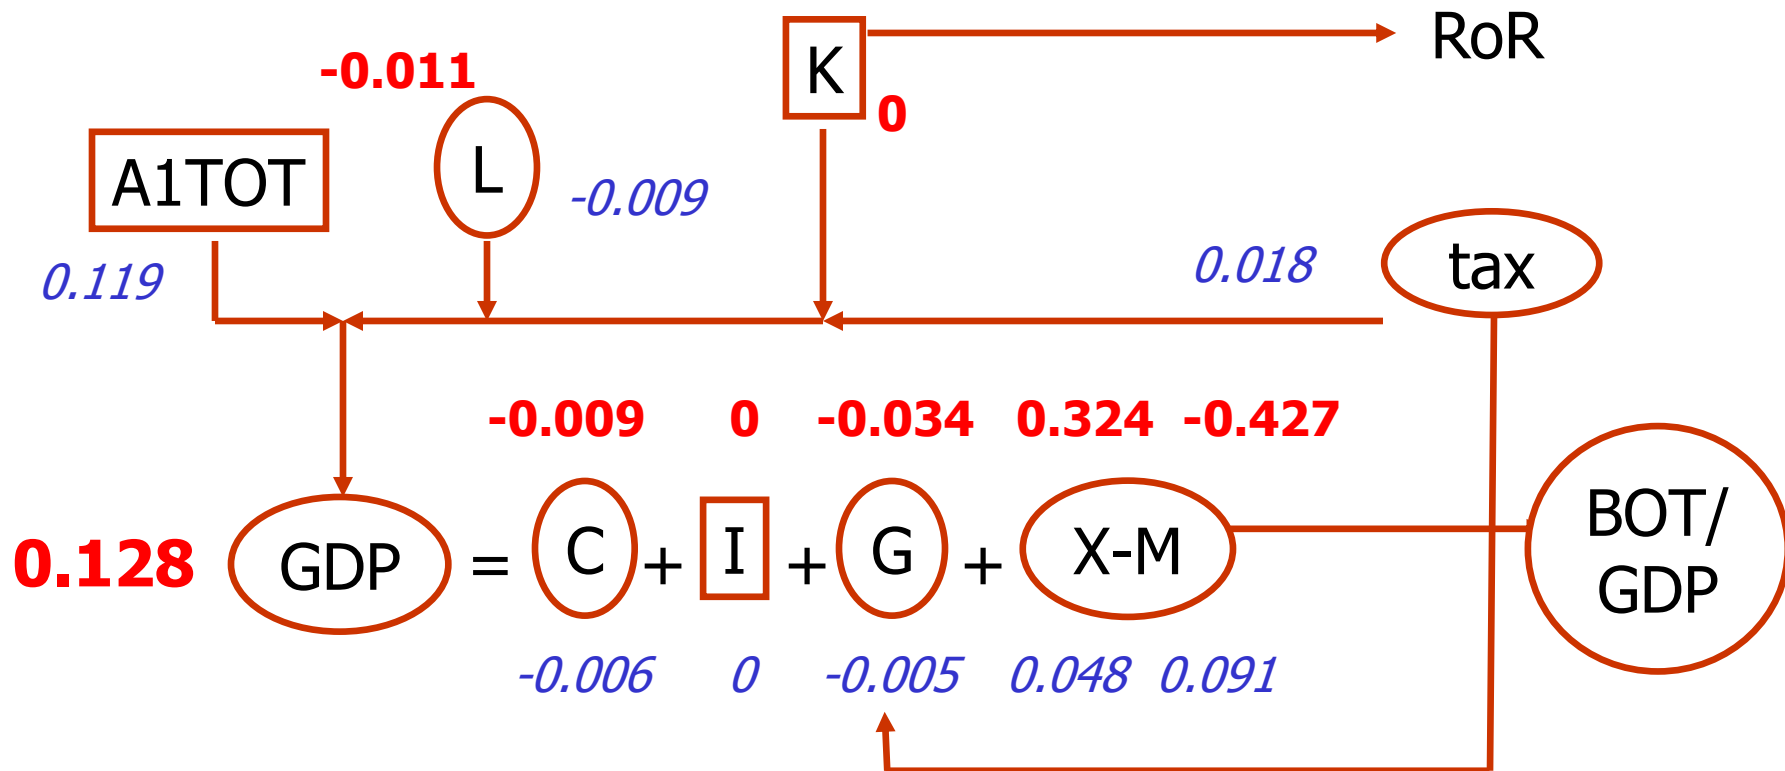 RoR
K
-0.011
0
A1TOT
L
-0.009
0.119
0.018
tax
-0.009 0 -0.034 0.324 -0.427
0.128 GDP = C + I + G + X-M
BOT/
GDP
-0.006 0 -0.005 0.048 0.091